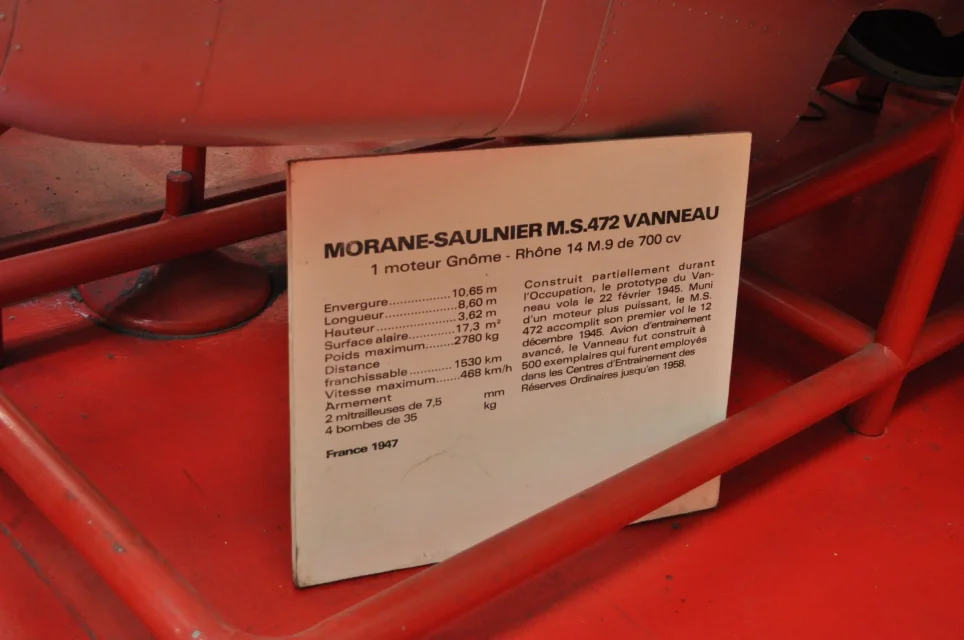 MORANE-SAULNIER M.S.472 VANNEAU
1 moteur Gnôme - Rhône 14 M.9 de 700 cv
Envergure..................10,65 m
Longueur.....................8,60 m
Hauteur.......................3,62 m
Surface alaire..............17,3 m²
Poids maximum........2780 kg
Distance
franchissable............1530 km
Vitesse maximum.......468 km/h
Armement
2 mitrailleuses de 7,5 mm
4 bombes de 35 kg
France 1947
Construit partiellement durant
l'Occupation, le prototype du Van-
neau vola le 22 février 1945. Muni
d'un moteur plus puissant, le M.S.
472 accomplit son premier vol le 12
décembre 1945. Avion d'entrainement
avancé, le Vanneau fut construit à
500 exemplaires qui furent employés
dans les Centres d'Entrainement des
Réserves Ordinaires jusqu'en 1958.